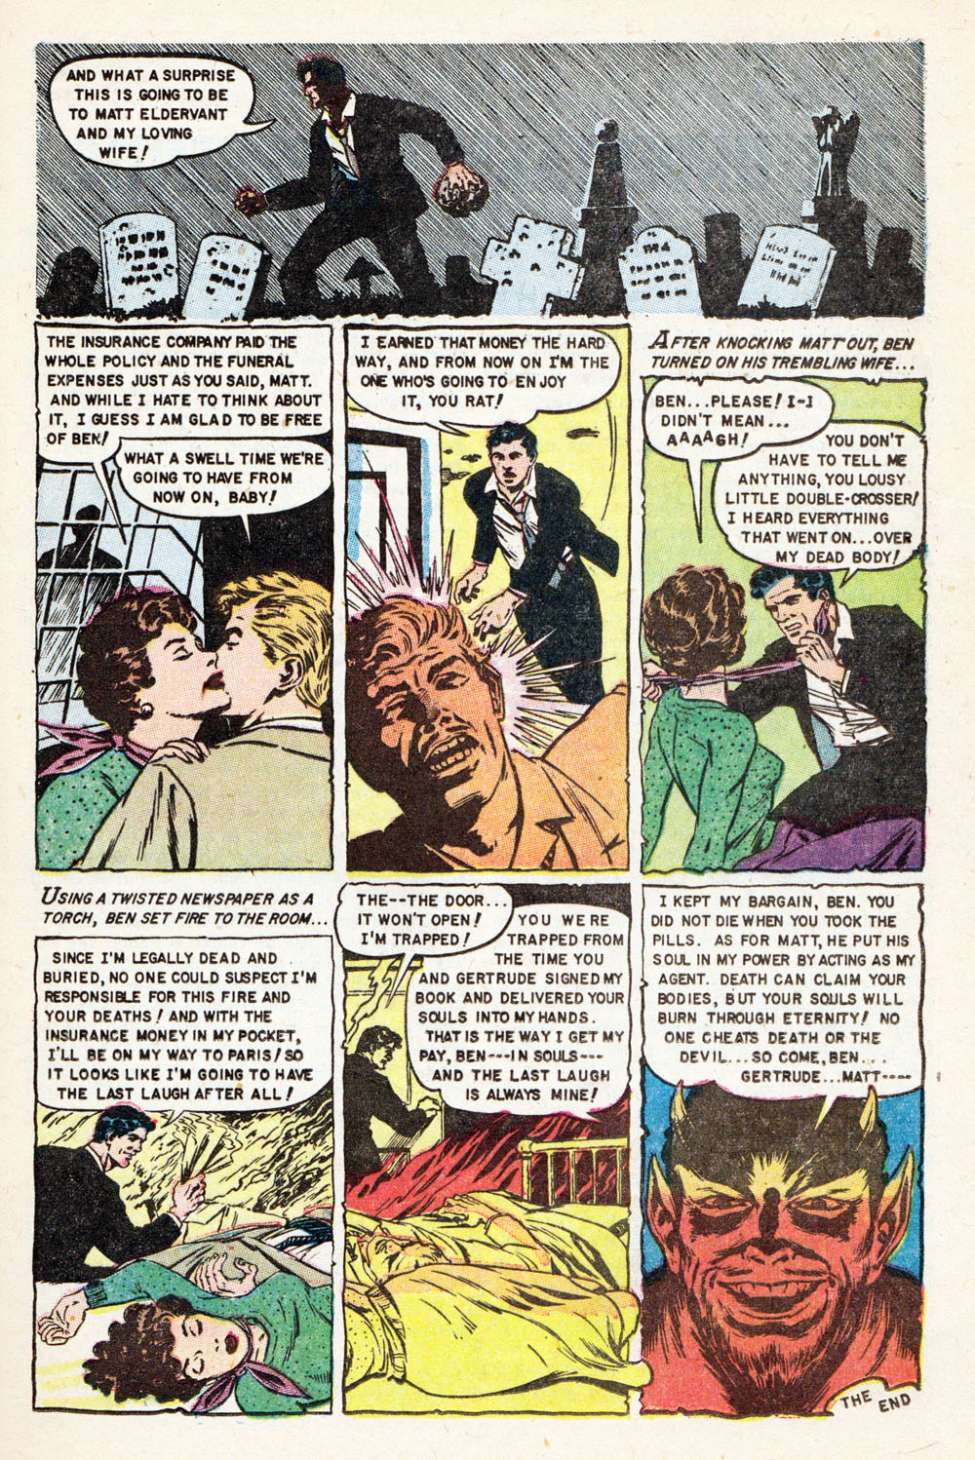 AND WHAT A SURPRISE
THIS IS GOING TO BE
TO MATT ELDERVANT
AND MY LOVING
WIFE!
THE INSURANCE COMPANY PAID THE
WHOLE POLICY AND THE FUNERAL
EXPENSES JUST AS YOU SAID, MATT.
AND WHILE I HATE TO THINK ABOUT
IT, I GUESS I AM GLAD TO BE FREE
OF BEN!
WHAT A SWELL TIME WE'RE
GOING TO HAVE FROM
NOW ON, BABY!
I EARNED THAT MONEY THE HARD
WAY, AND FROM NOW ON I'M THE
ONE WHO'S GOING TO ENJOY
IT, YOU RAT!
AFTER KNOCKING MATT OUT, BEN
TURNED ON HIS TREMBLING WIFE...
BEN...PLEASE! I-I
DIDN'T MEAN...
AAAAGH!
YOU DON'T
HAVE TO TELL ME
ANYTHING, YOU LOUSY
LITTLE DOUBLE-CROSSER!
I HEARD EVERYTHING
THAT WENT ON...OVER
MY DEAD BODY!
USING A TWISTED NEWSPAPER AS A
TORCH, BEN SET FIRE TO THE ROOM...
SINCE I'M LEGALLY DEAD AND
BURIED, NO ONE COULD SUSPECT I'M
RESPONSIBLE FOR THIS FIRE AND
YOUR DEATHS! AND WITH THE
INSURANCE MONEY IN MY POCKET,
I'LL BE ON MY WAY TO PARIS! SO
IT LOOKS LIKE I'M GOING TO HAVE
THE LAST LAUGH AFTER ALL!
THE--THE DOOR...
IT WON'T OPEN!
I'M TRAPPED!
YOU WERE
TRAPPED FROM
THE TIME YOU
AND GERTRUDE SIGNED MY
BOOK AND DELIVERED YOUR
SOULS INTO MY HANDS.
THAT IS THE WAY I GET MY
PAY, BEN---IN SOULS---
AND THE LAST LAUGH
IS ALWAYS MINE!
I KEPT MY BARGAIN, BEN. YOU
DID NOT DIE WHEN YOU TOOK THE
PILLS. AS FOR MATT, HE PUT HIS
SOUL IN MY POWER BY ACTING AS MY
AGENT. DEATH CAN CLAIM YOUR
BODIES, BUT YOUR SOULS WILL
BURN THROUGH ETERNITY! NO
ONE CHEATS DEATH OR THE
DEVIL...SO COME, BEN...
GERTRUDE...MATT----
THE
END